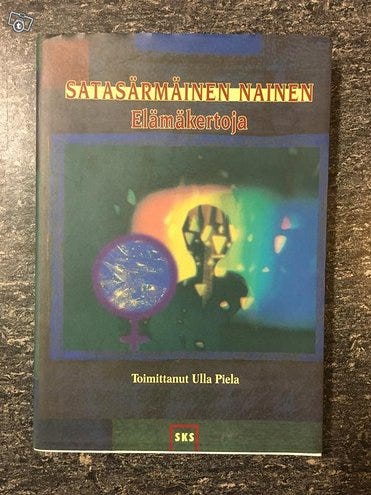 SATASÄRMÄINEN NAINEN
Elämäkertoja
Toimittanut Ulla Piela
SKS